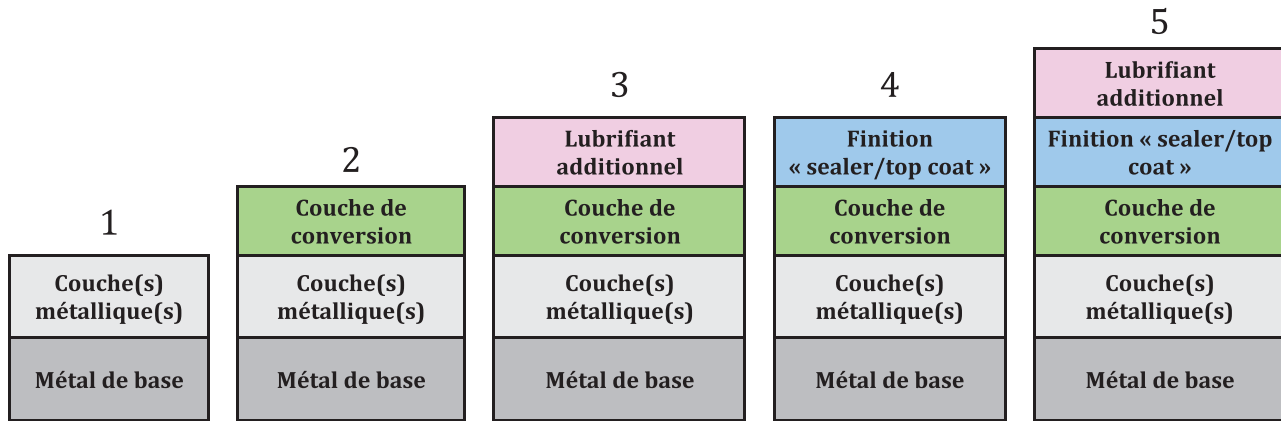 1
Couche(s)
métallique(s)
Métal de base
2
Couche de
conversion
Couche(s)
métallique(s)
Métal de base
3
Lubrifiant
additionnel
Couche de
conversion
Couche(s)
métallique(s)
Métal de base
4
Finition
« sealer/top coat »
Couche de
conversion
Couche(s)
métallique(s)
Métal de base
5
Lubrifiant
additionnel
Finition « sealer/top
coat »
Couche de
conversion
Couche(s)
métallique(s)
Métal de base